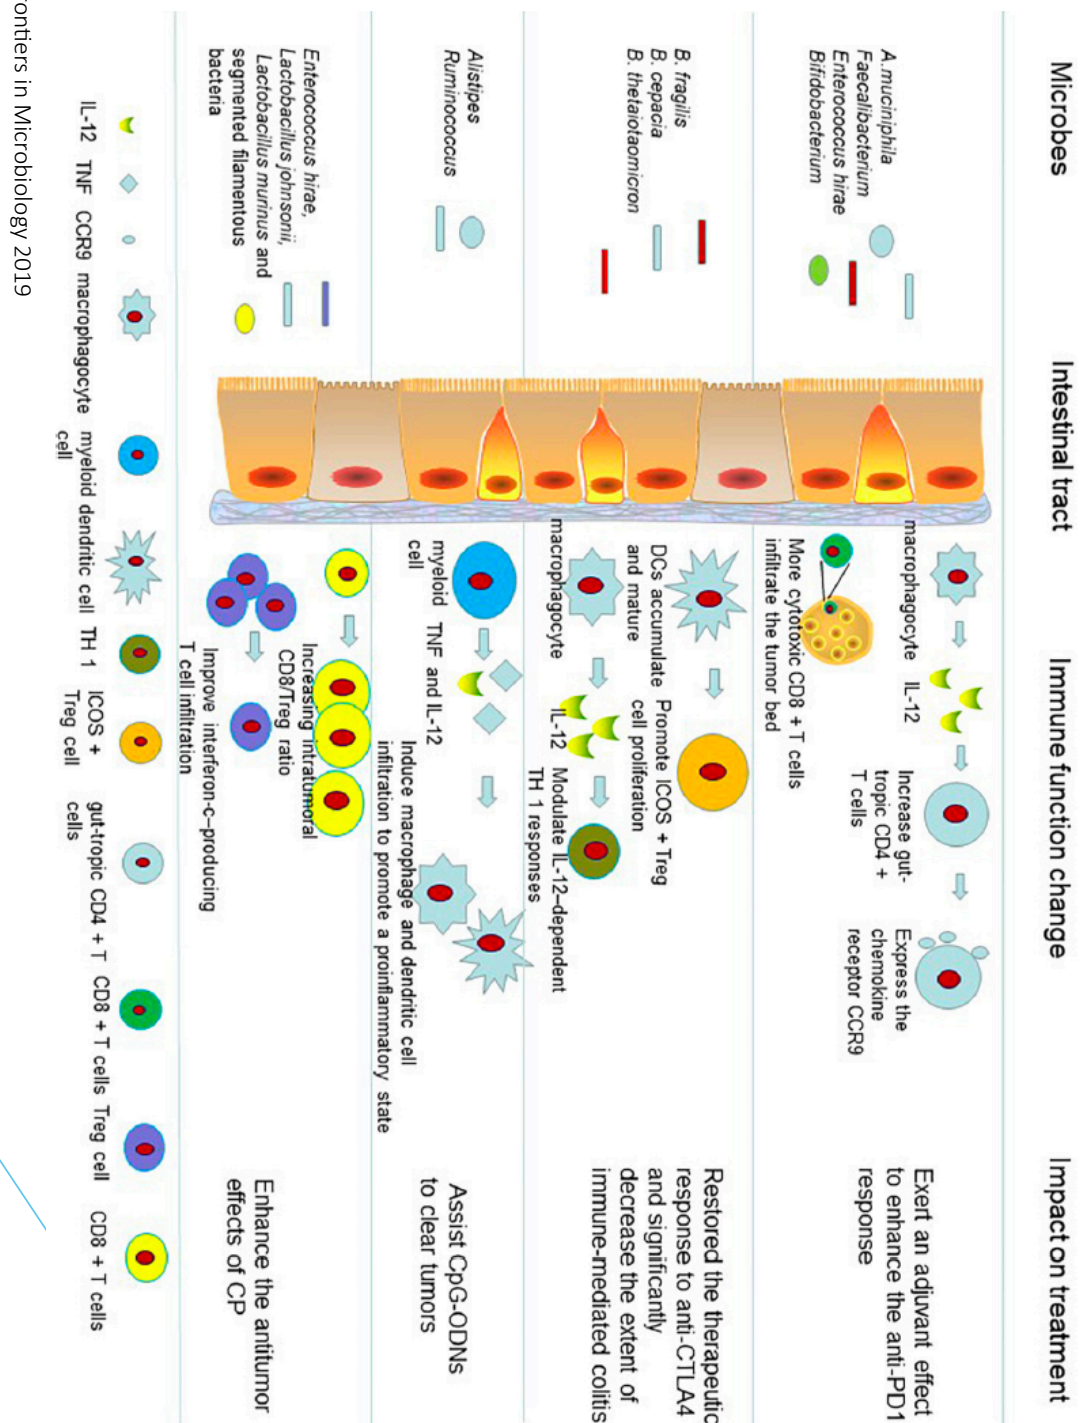 Microbes
Intestinal tract
Immune function change
Impact on treatment
A.muciniphila
Faecalibacterium
Enterococcus hirae
Bifidobacterium
macrophagocyte
IL-12
Increase gut-
tropic CD4 +
T cells
Express the
chemokine
receptor CCR9
More cytotoxic CD8 + T cells
infiltrate the tumor bed
Exert an adjuvant effect
to enhance the anti-PD1
response
B. fragilis
B. cepacia
B. thetaiotaomicron
DCs accumulate
and mature
Promote ICOS + Treg
cell proliferation
macrophagocyte
IL-12
Modulate IL-12–dependent
TH 1 responses
Restored the therapeutic
response to anti-CTLA4
and significantly
decrease the extent of
immune-mediated colitis
Alistipes
Ruminococcus
myeloid
cell
TNF and IL-12
Induce macrophage and dendritic cell
infiltration to promote a proinflammatory state
Assist CpG-ODNs
to clear tumors
Enterococcus hirae,
Lactobacillus johnsonii,
Lactobacillus murinus and
segmented filamentous
bacteria
Increasing intratumoral
CD8/Treg ratio
Improve interferon-c–producing
T cell infiltration
Enhance the antitumor
effects of CP
IL-12
TNF
CCR9
macrophagocyte
myeloid
cell
dendritic cell
TH 1
ICOS +
Treg cell
gut-tropic CD4 + T
cells
CD8 + T cells
Treg cell
CD8 + T cells
rontiers in Microbiology 2019